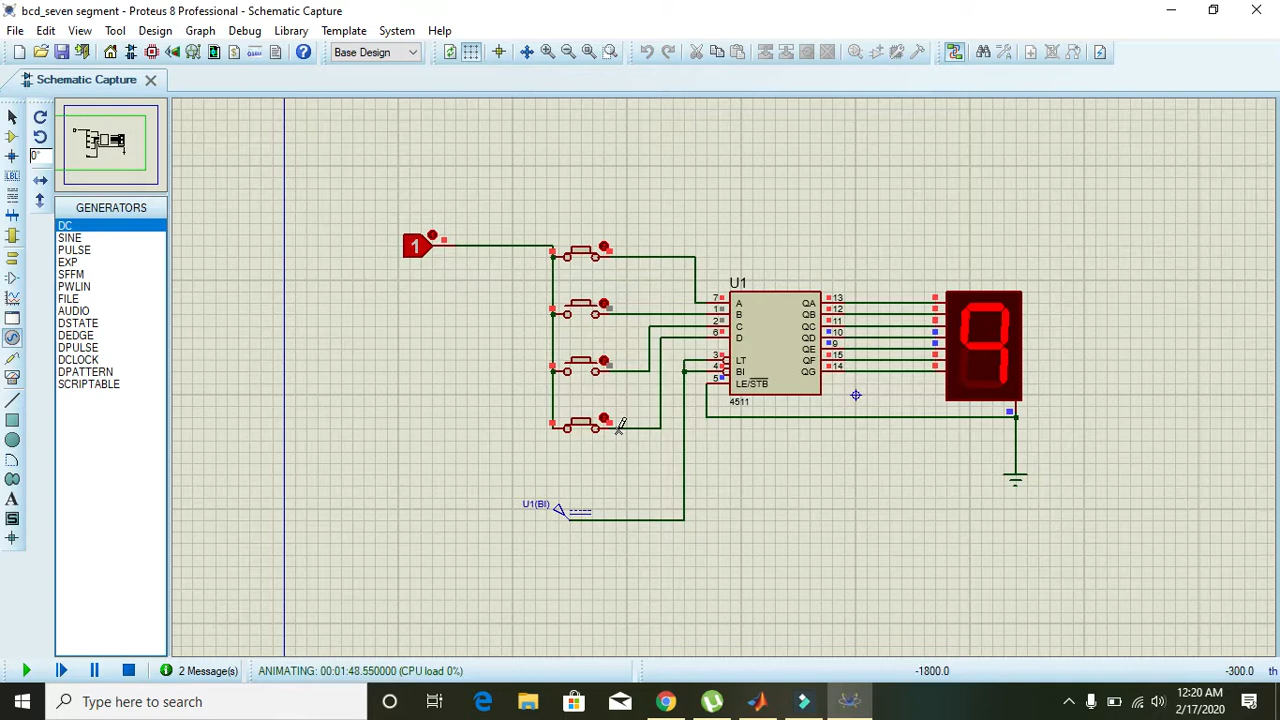 bcd_seven segment - Proteus 8 Professional - Schematic Capture
File Edit View Tool Design Graph Debug Library Template System Help
Base Design
Schematic Capture
LBL
0°
GENERATORS
DC
SINE
PULSE
EXP
SFFM
PWLIN
FILE
AUDIO
DSTATE
DEDGE
DPULSE
DCLOCK
DPATTERN
SCRIPTABLE
A
S
1
U1
7 A QA 13
1 B QB 12
2 C QC 11
6 D QD 10
QE 9
3 LT QF 15
4 BI QG 14
5 LE/STB
4511
9
U1(BI)
2 Message(s)
ANIMATING: 00:01:48.550000 (CPU load 0%)
-1800.0
-300.0
th
Type here to search
12:20 AM
2/17/2020